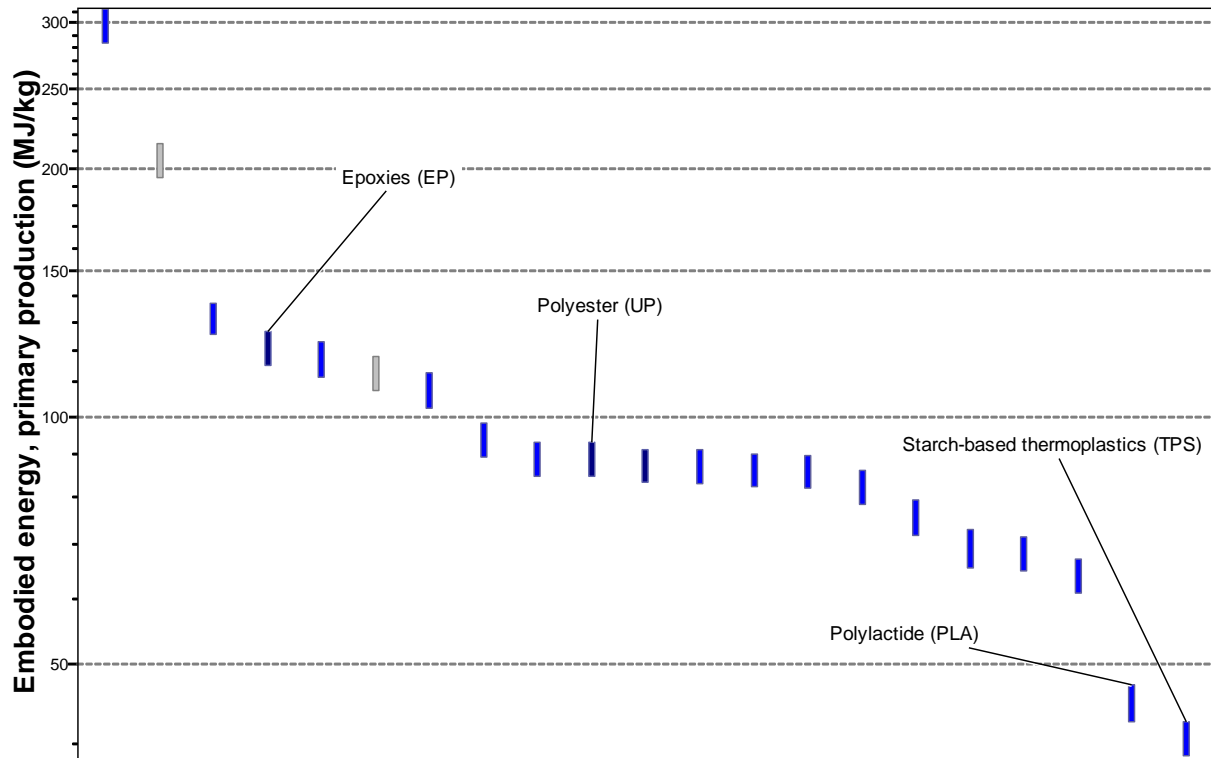 Embodied energy, primary production (MJ/kg)
300
250
200
Epoxies (EP)
150
Polyester (UP)
100
Starch-based thermoplastics (TPS)
Polylactide (PLA)
50